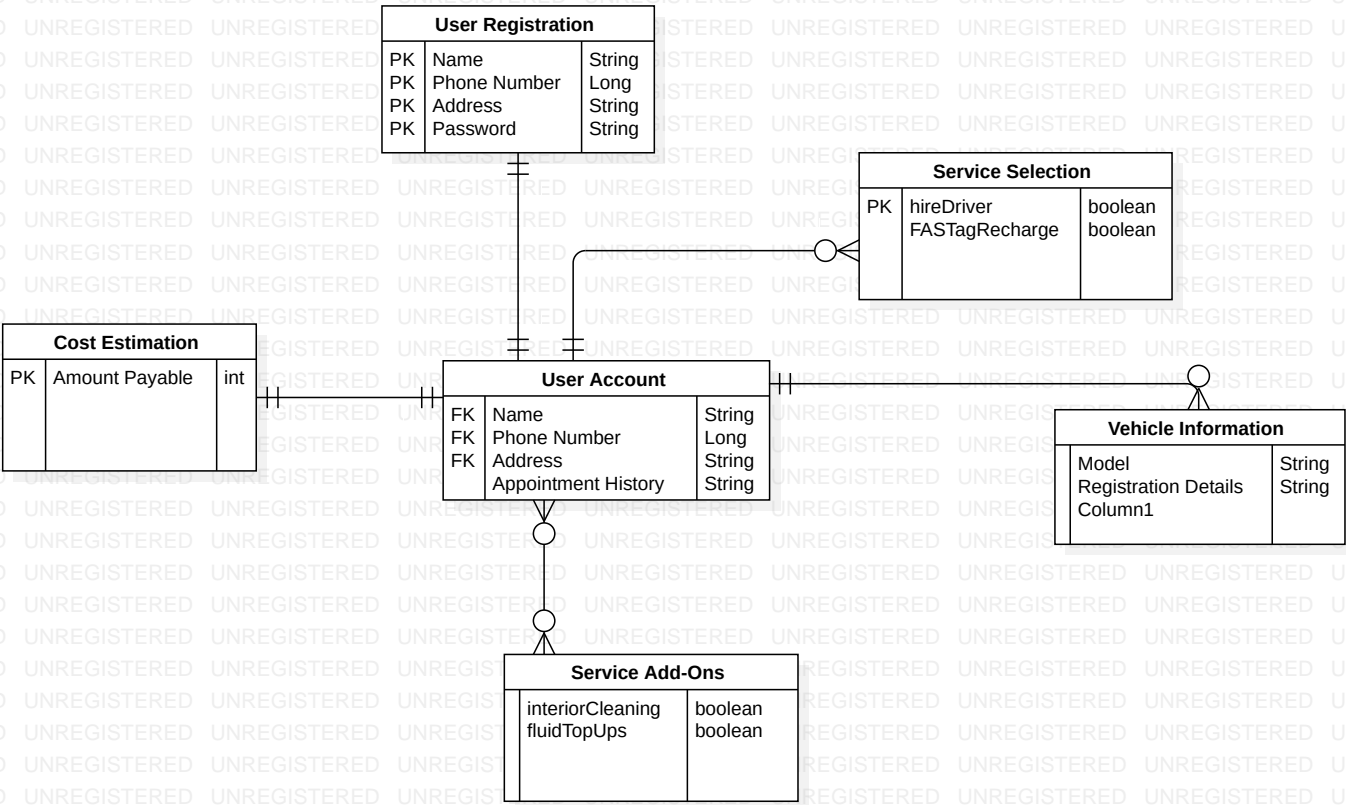 User Registration
PK Name String
PK Phone Number Long
PK Address String
PK Password String
Service Selection
PK hireDriver boolean
FASTagRecharge boolean
Cost Estimation
PK Amount Payable int
User Account
FK Name String
FK Phone Number Long
FK Address String
Appointment History String
Vehicle Information
Model String
Registration Details String
Column1
Service Add-Ons
interiorCleaning boolean
fluidTopUps boolean
UNREGISTERED